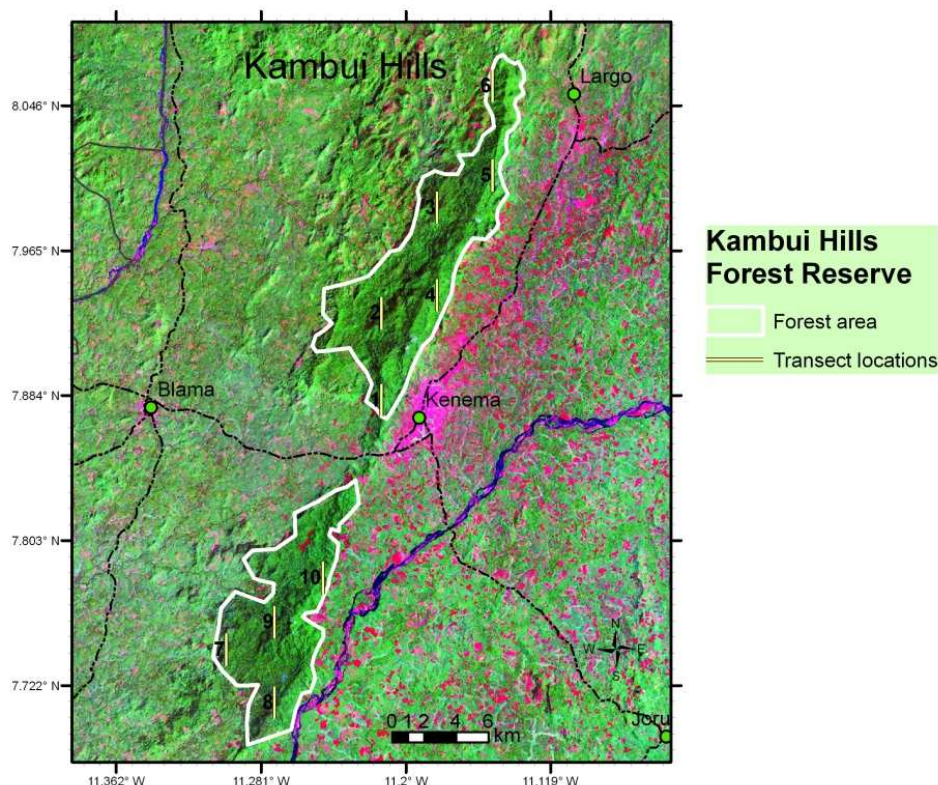 Kambui Hills
6
Largo
8.046° N
5
3
7.965° N
4
2
7.884° N
Blama
Kenema
7.803° N
10
9
7
N
W E
S
8
7.722° N
0 1 2 4 6
km
Joru
11.362° W 11.281° W 11.2° W 11.119° W
Kambui Hills
Forest Reserve
Forest area
Transect locations